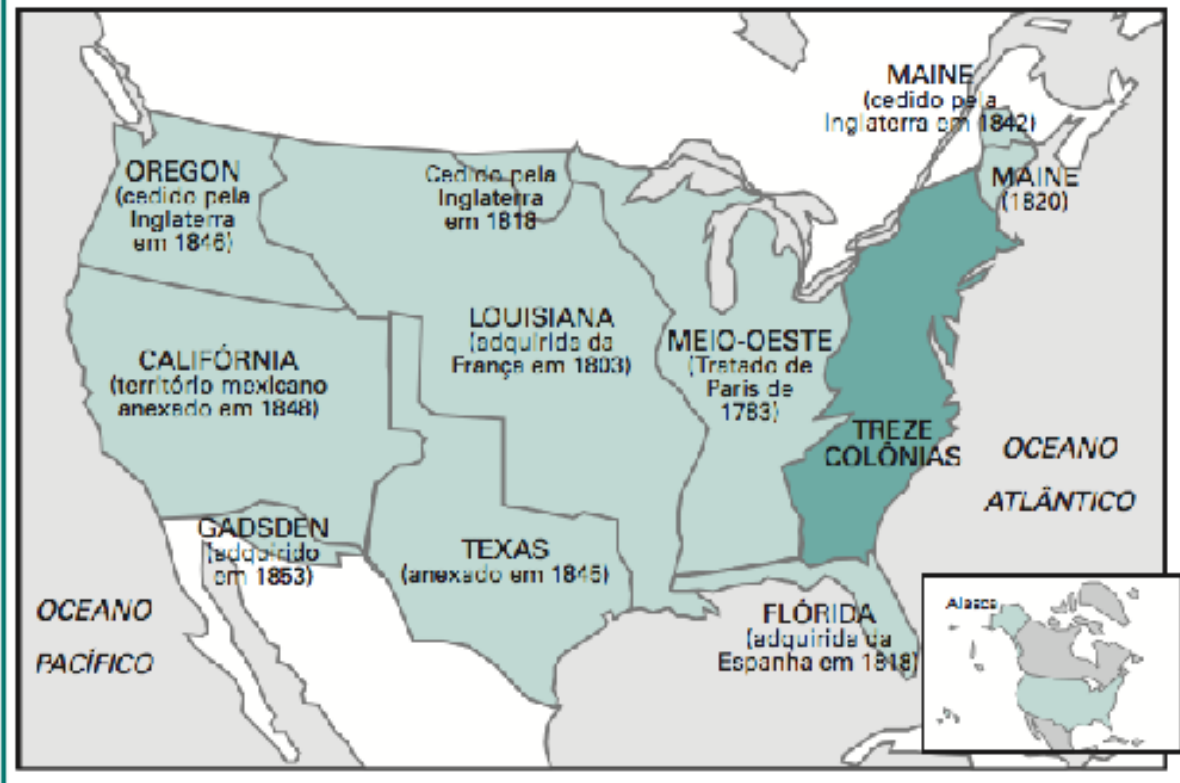 MAINE
(cedido pela
Inglaterra em 1842)
OREGON
(cedido pela
Inglaterra
em 1846)
Cedido pela
Inglaterra
em 1818
MAINE
(1820)
LOUISIANA
(adquirida da
França em 1803)
MEIO-OESTE
(Tratado de
Paris de
1783)
CALIFÓRNIA
(território mexicano
anexado em 1848)
TREZE
COLÔNIAS
OCEANO
ATLÂNTICO
GADSDEN
(adquirido
em 1853)
TEXAS
(anexado em 1845)
OCEANO
PACÍFICO
FLÓRIDA
(adquirida da
Espanha em 1818)
Alasca